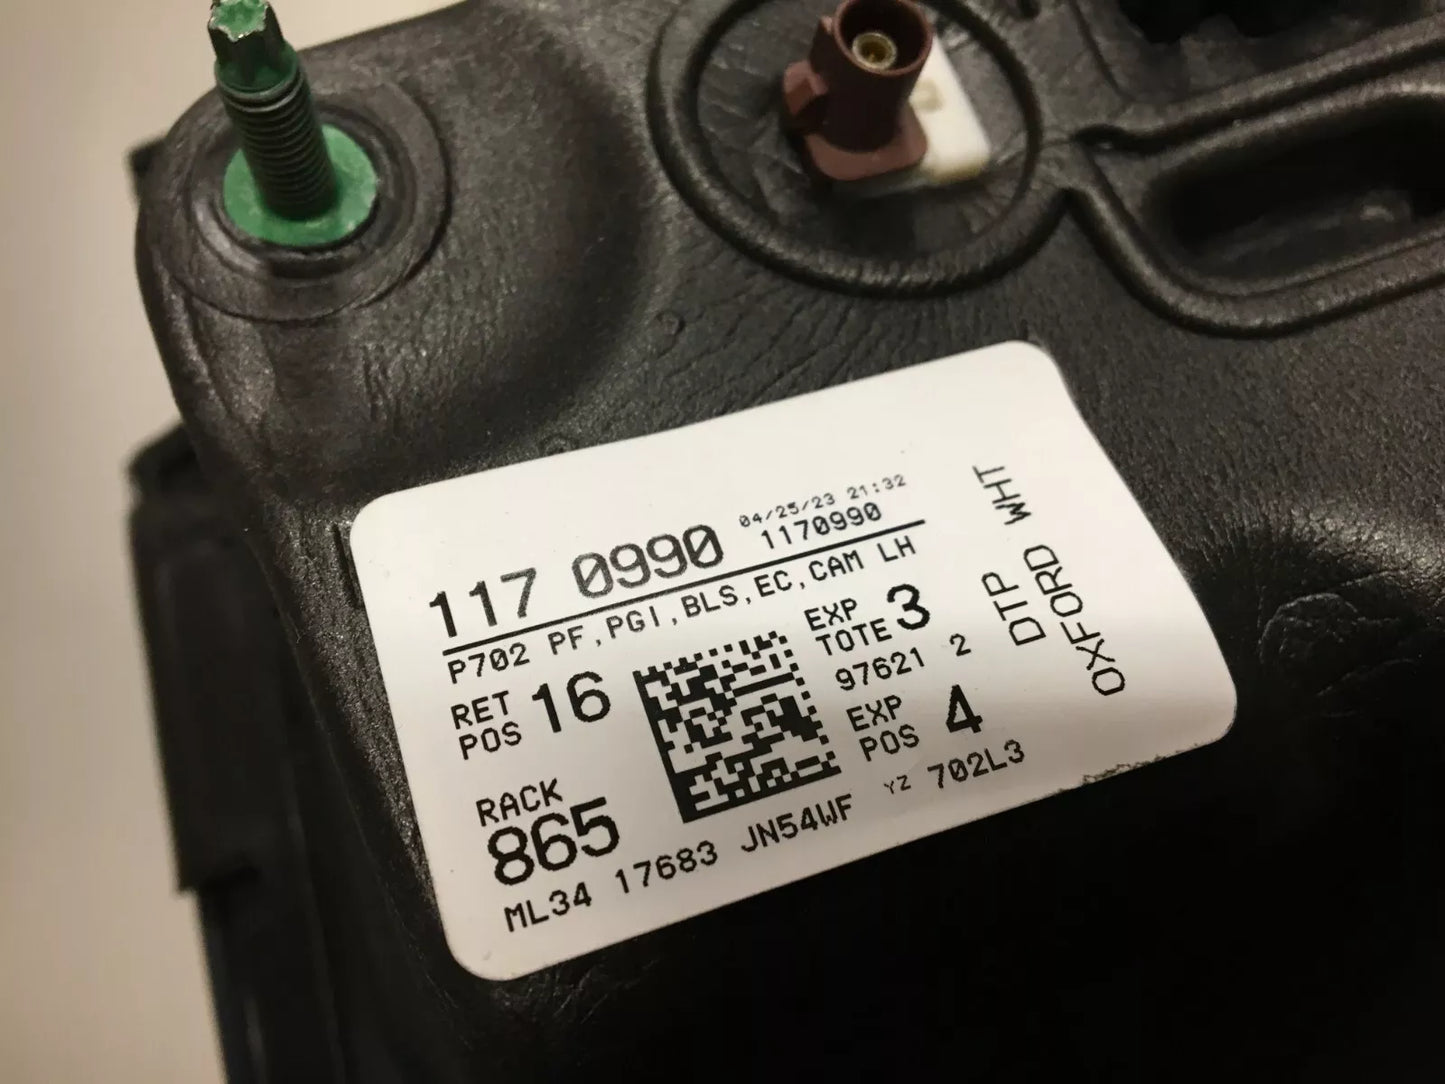 117 0990
04/25/23 21:32
1170990
P702 PF,PGI,BLS,EC,CAM LH
RET
POS 16
EXP
TOTE 3
97621 2
EXP
POS 4
RACK
865
ML34 17683 JN54WF YZ 702L3
DTP WHT
OXFORD